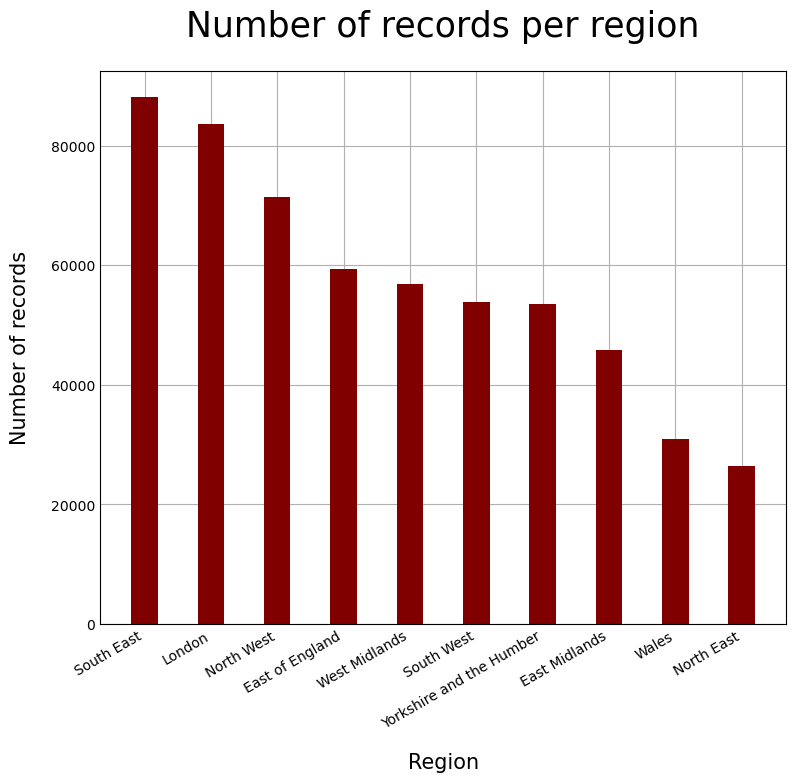 Number of records per region
Number of records
80000
60000
40000
20000
0
South East
London
North West
East of England
West Midlands
South West
Yorkshire and the Humber
East Midlands
Wales
North East
Region